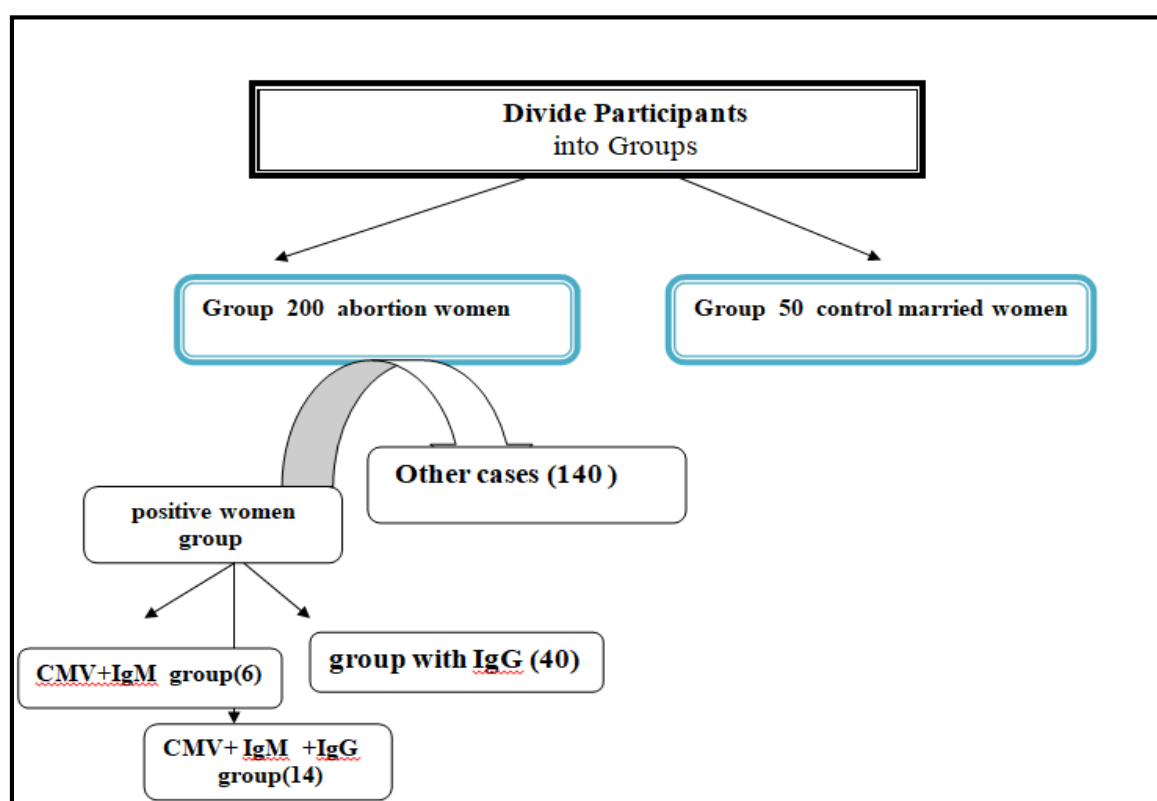 Divide Participants
into Groups
Group 200 abortion women
Group 50 control married women
Other cases (140 )
positive women
group
group with IgG (40)
CMV+IgM group(6)
CMV+ IgM +IgG
group(14)